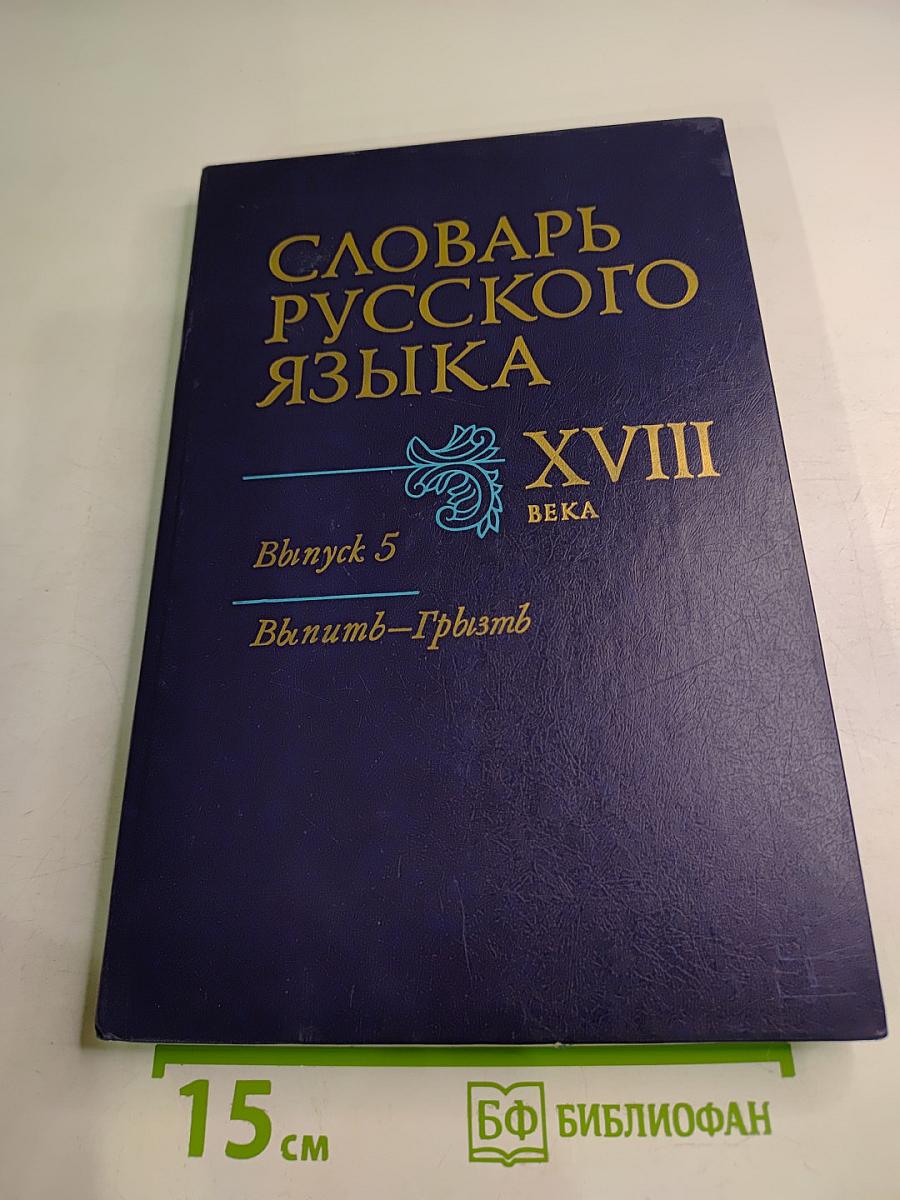 СЛОВАРЬ
РУССКОГО
ЯЗЫКА
XVIII
ВЕКА
Выпуск 5
Выпить—Грызть
15 см
БФ БИБЛИОФАН